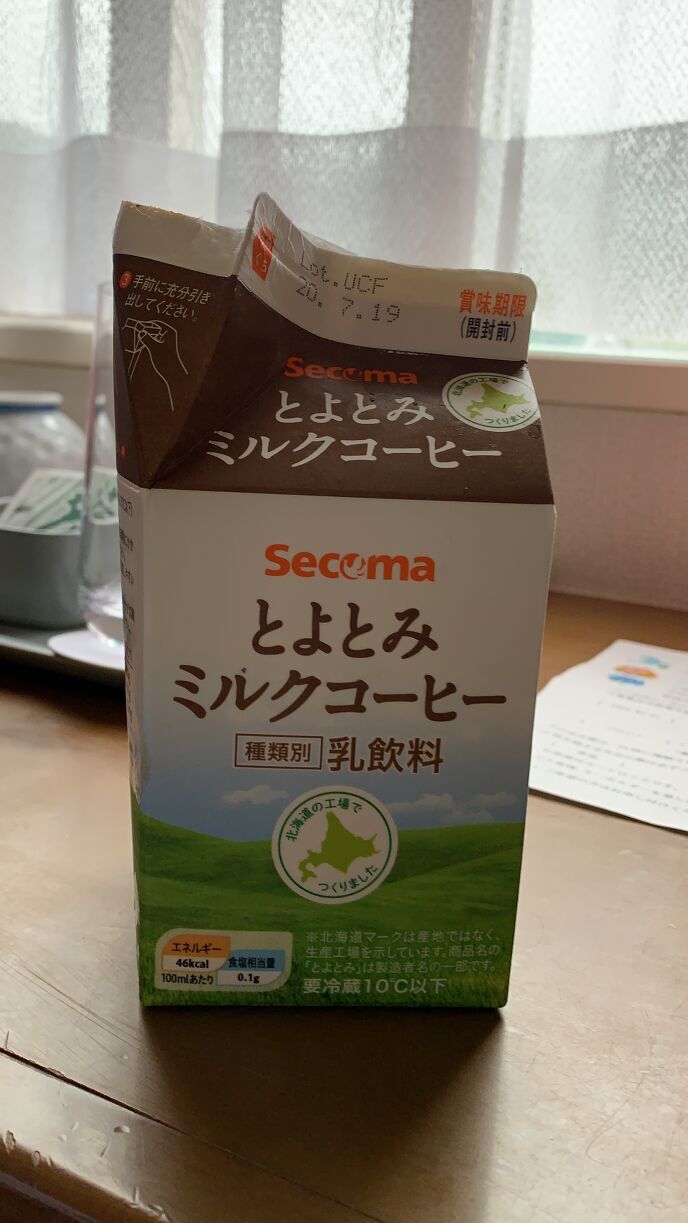 Lot.UCF
20. 7.19
賞味期限
(開封前)
くち
3 手前に充分引き
出してください。
Secoma
とよとみ
ミルクコーヒー
北海道の工場で
つくりました
Secoma
とよとみ
ミルクコーヒー
種類別 乳飲料
北海道の工場で
つくりました
エネルギー
46kcal
100mlあたり
食塩相当量
0.1g
※北海道マークは産地ではなく、
生産工場を示しています。商品名の
「とよとみ」は製造者名の一部です。
要冷蔵10℃以下